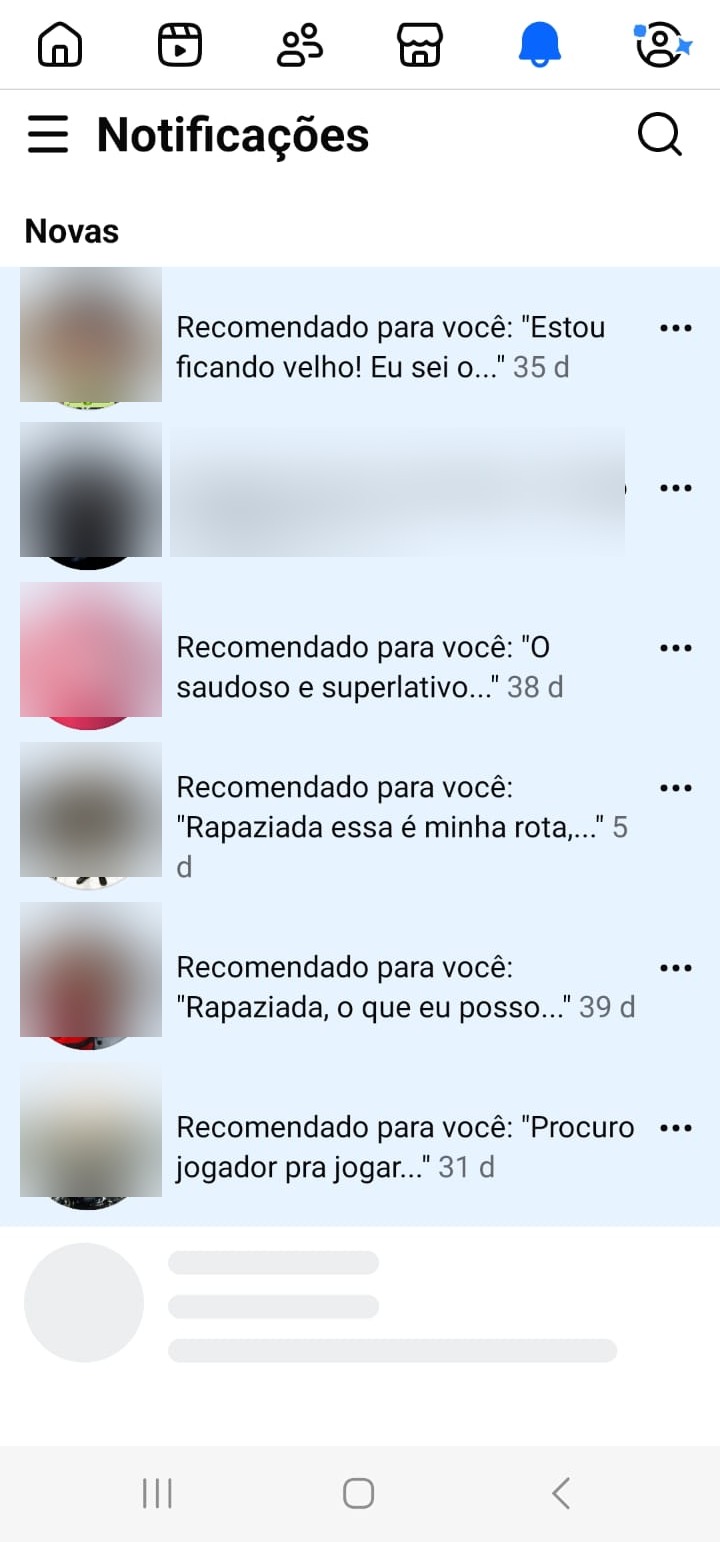 Notificações
Novas
Recomendado para você: "Estou
ficando velho! Eu sei o..." 35 d
Recomendado para você: "O
saudoso e superlativo..." 38 d
Recomendado para você:
"Rapaziada essa é minha rota,..." 5
d
Recomendado para você:
"Rapaziada, o que eu posso..." 39 d
Recomendado para você: "Procuro
jogador pra jogar..." 31 d